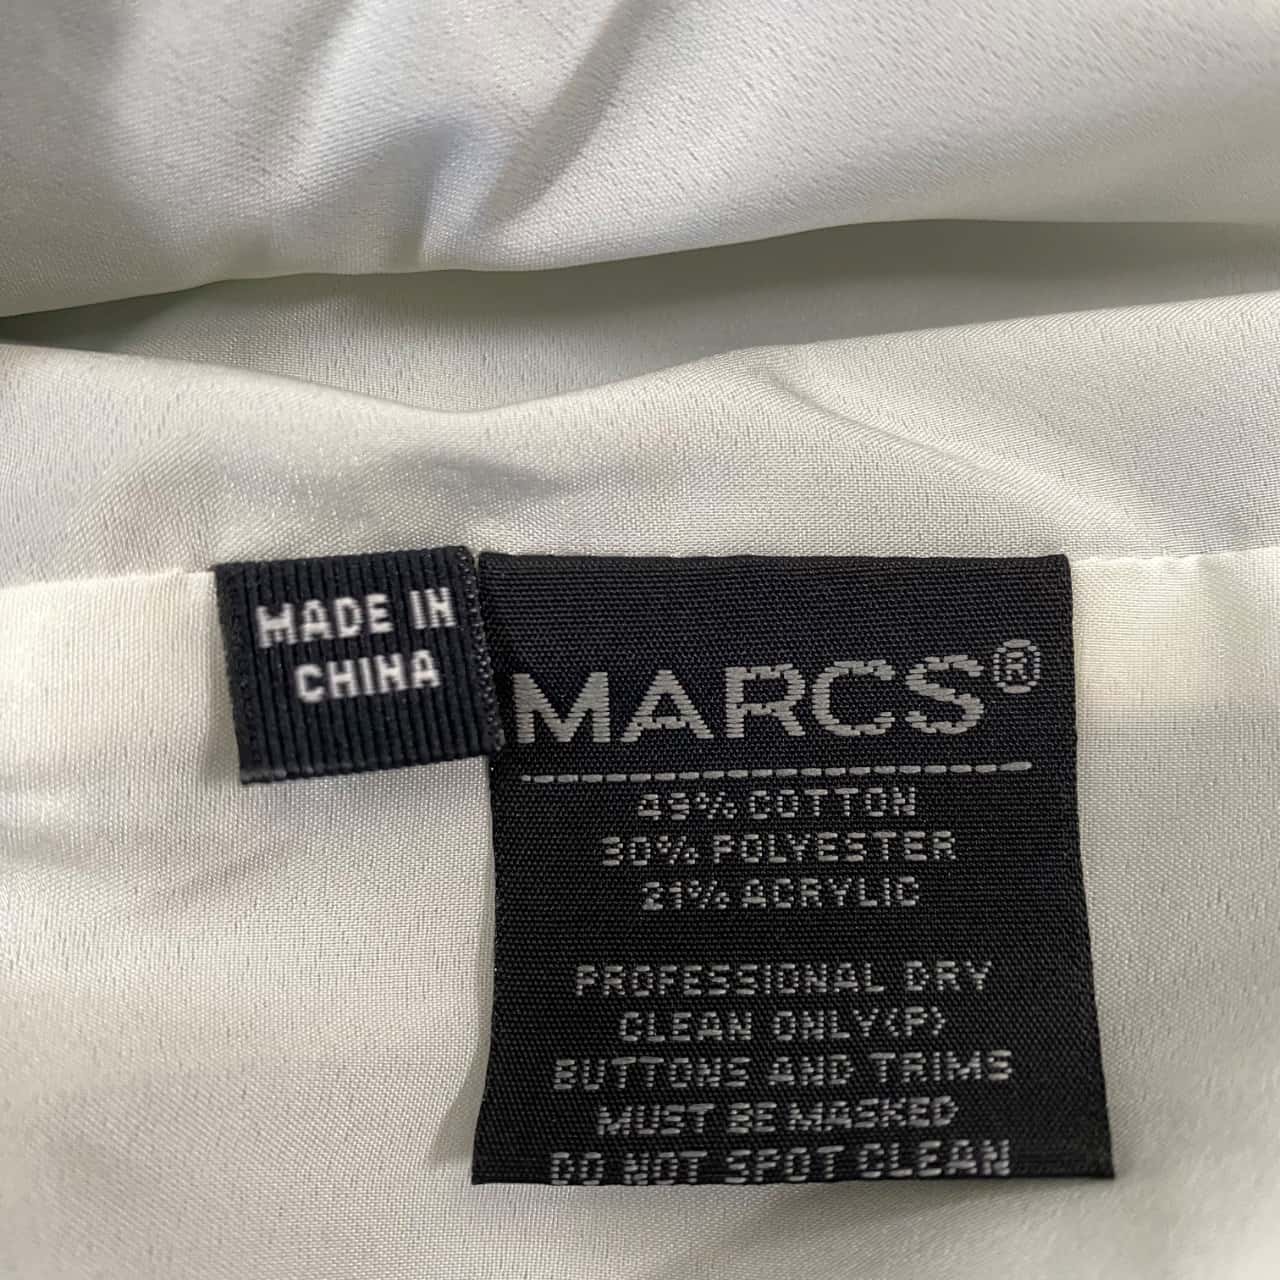 MADE IN
CHINA
MARCS®
49% COTTON
30% POLYESTER
21% ACRYLIC
PROFESSIONAL DRY
CLEAN ONLY(P)
BUTTONS AND TRIMS
MUST BE MASKED
DO NOT SPOT CLEAN